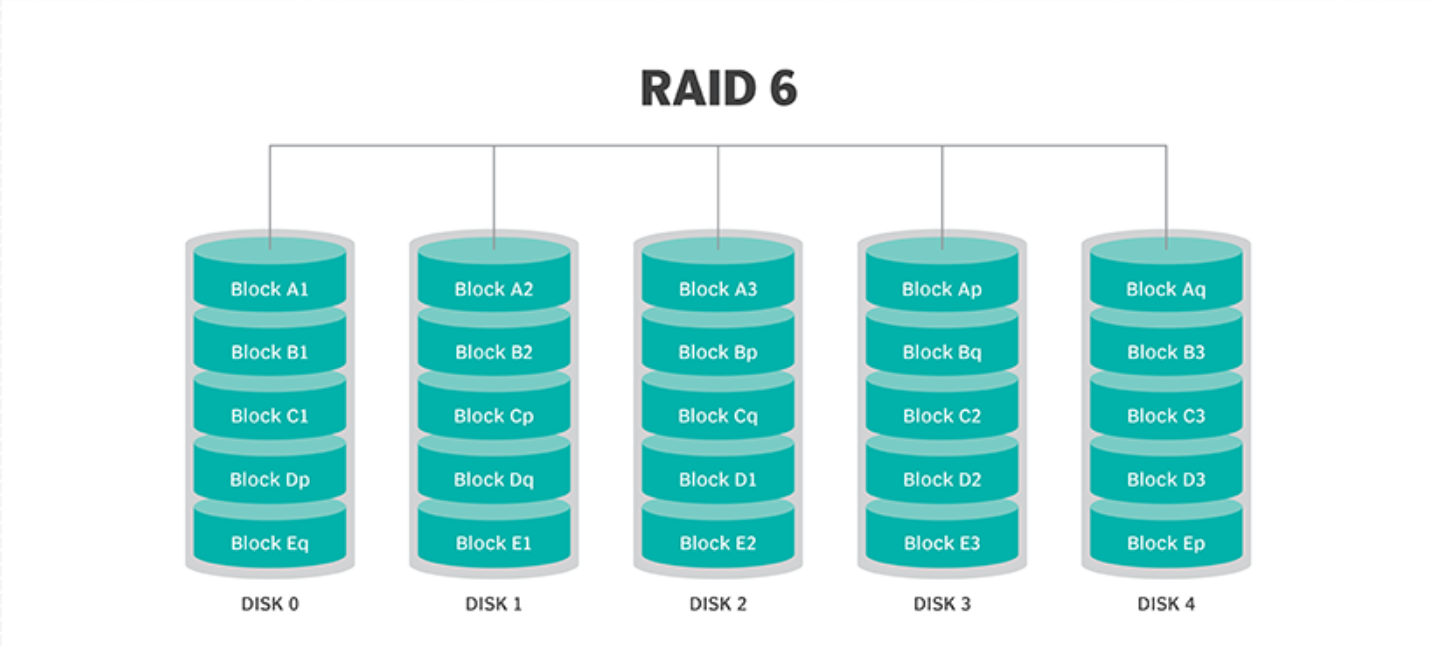 RAID 6
Block A1 Block A2 Block A3 Block Ap Block Aq
Block B1 Block B2 Block Bp Block Bq Block B3
Block C1 Block Cp Block Cq Block C2 Block C3
Block Dp Block Dq Block D1 Block D2 Block D3
Block Eq Block E1 Block E2 Block E3 Block Ep
DISK 0 DISK 1 DISK 2 DISK 3 DISK 4